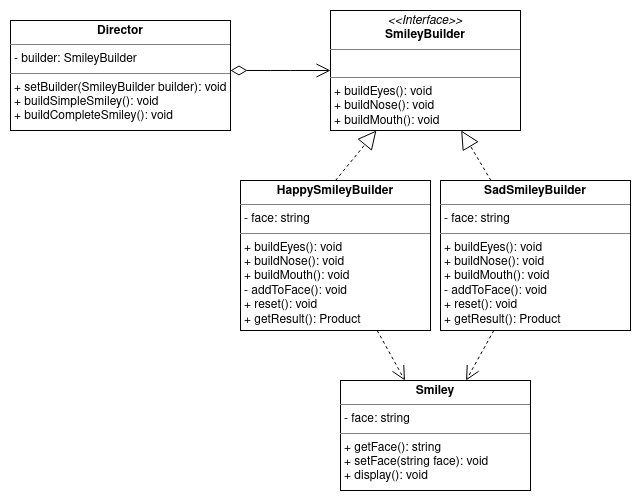 Director
- builder: SmileyBuilder
+ setBuilder(SmileyBuilder builder): void
+ buildSimpleSmiley(): void
+ buildCompleteSmiley(): void
<<Interface>>
SmileyBuilder
+ buildEyes(): void
+ buildNose(): void
+ buildMouth(): void
HappySmileyBuilder
- face: string
+ buildEyes(): void
+ buildNose(): void
+ buildMouth(): void
- addToFace(): void
+ reset(): void
+ getResult(): Product
SadSmileyBuilder
- face: string
+ buildEyes(): void
+ buildNose(): void
+ buildMouth(): void
- addToFace(): void
+ reset(): void
+ getResult(): Product
Smiley
- face: string
+ getFace(): string
+ setFace(string face): void
+ display(): void